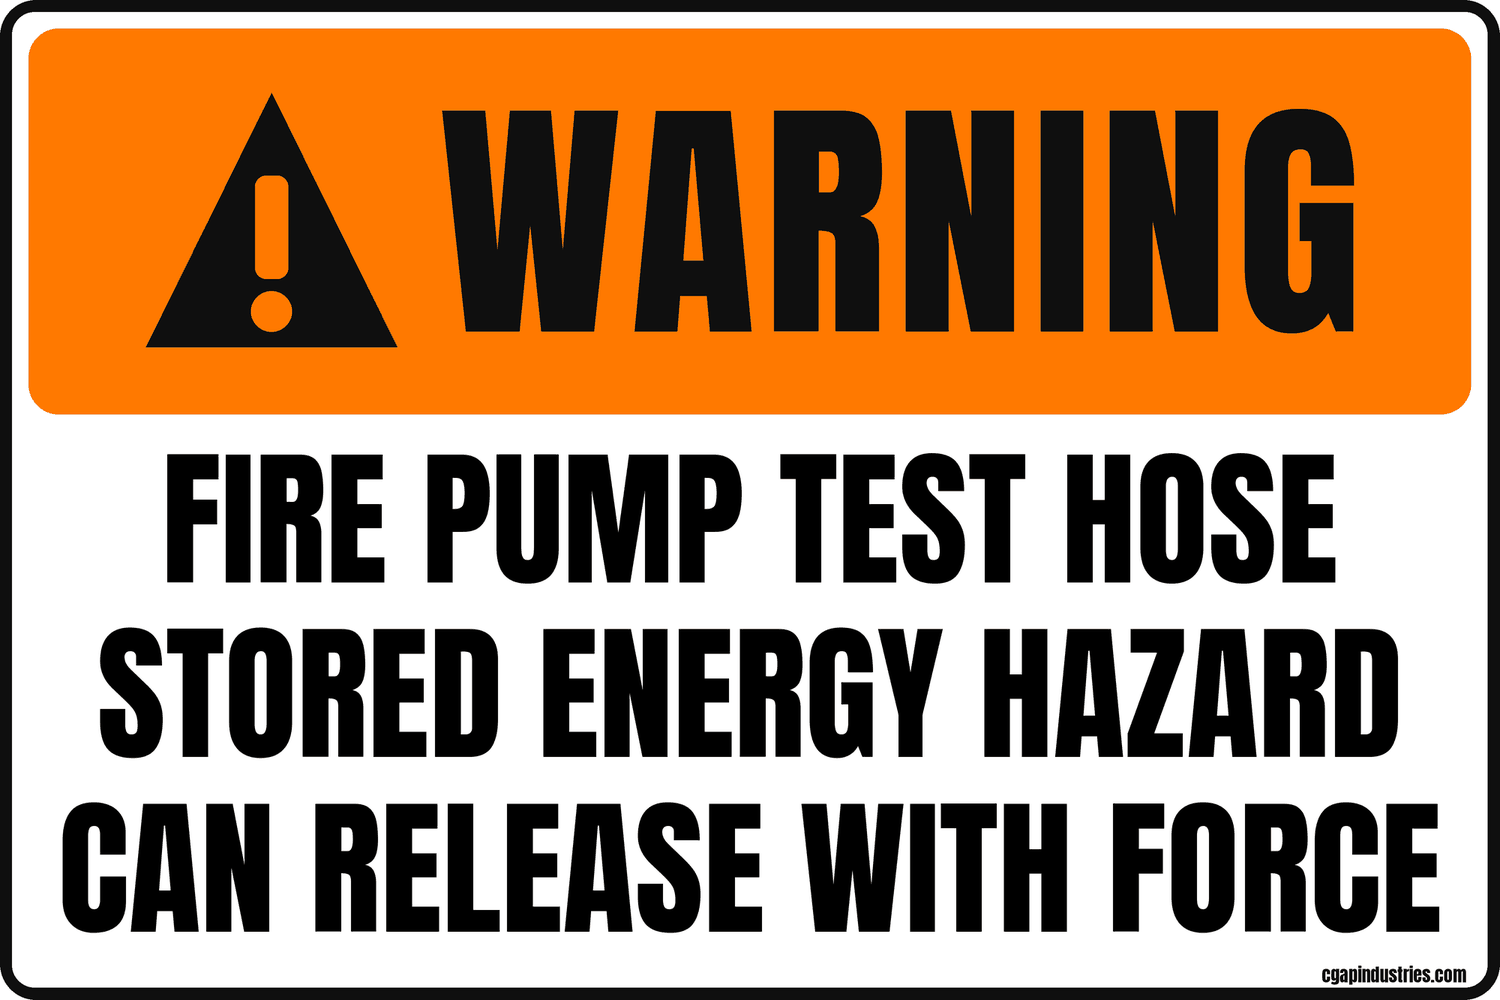 WARNING
FIRE PUMP TEST HOSE
STORED ENERGY HAZARD
CAN RELEASE WITH FORCE
cgapindustries.com